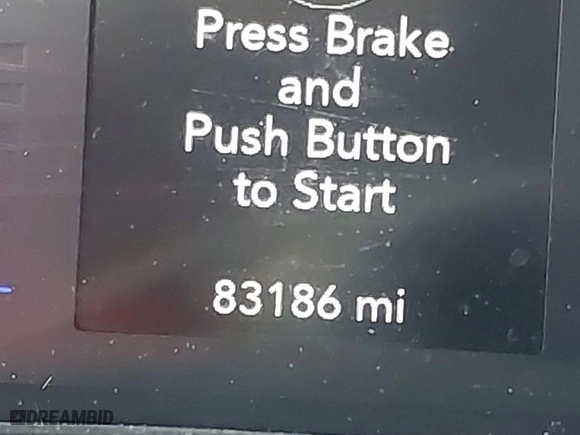 Press Brake
and
Push Button
to Start
83186 mi
DREAMBID